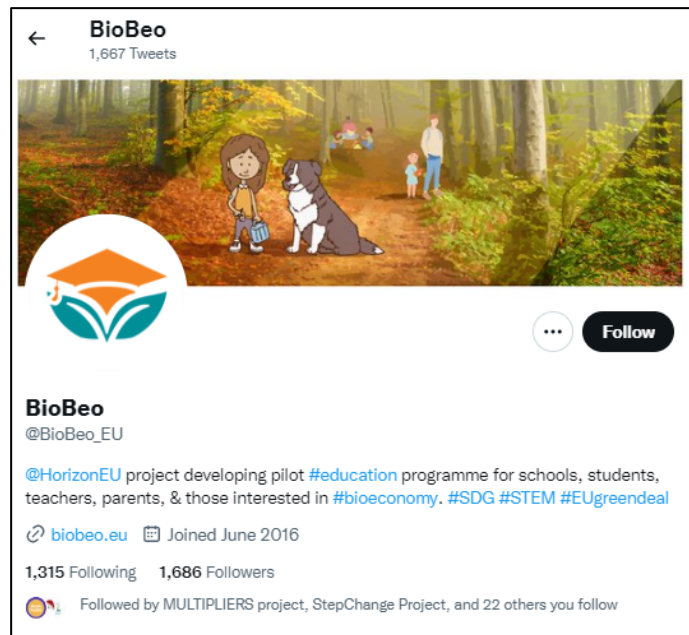 BioBeo
1,667 Tweets
Follow
BioBeo
@BioBeo_EU
@HorizonEU project developing pilot #education programme for schools, students,
teachers, parents, & those interested in #bioeconomy. #SDG #STEM #EUgreendeal
biobeo.eu Joined June 2016
1,315 Following 1,686 Followers
Followed by MULTIPLIERS project, StepChange Project, and 22 others you follow